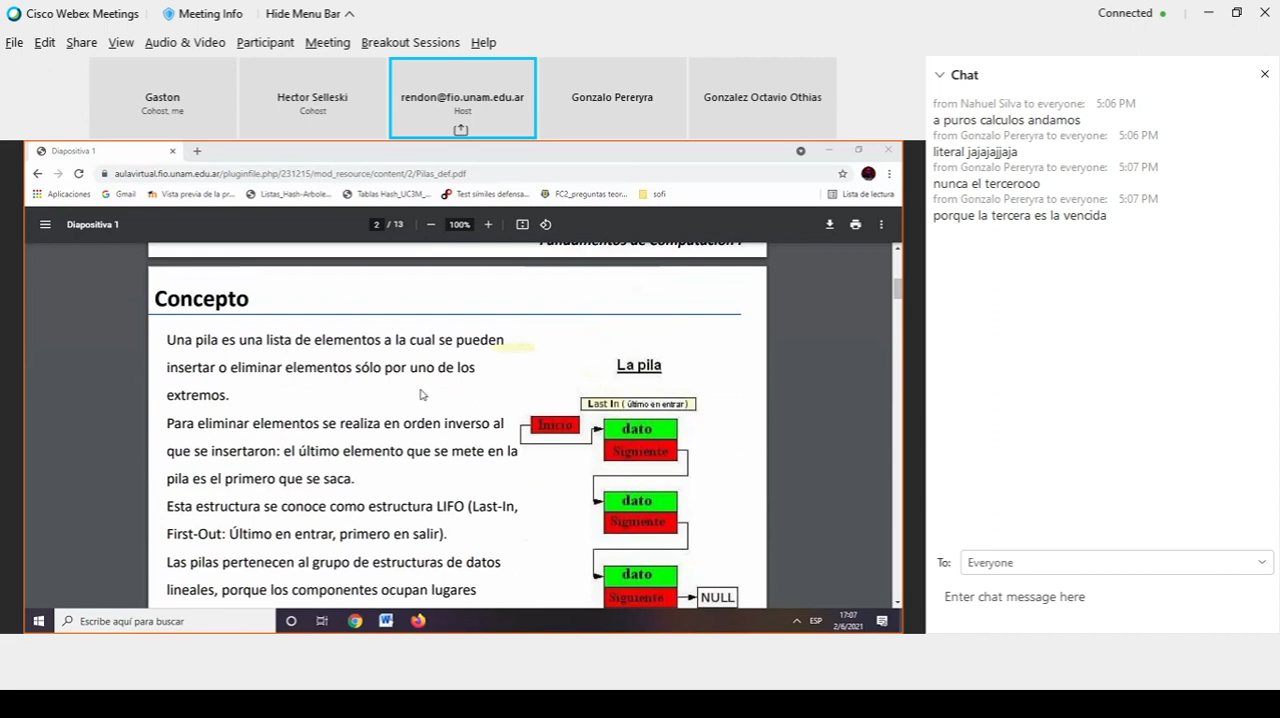 Cisco Webex Meetings
Meeting Info
Hide Menu Bar
Connected
File Edit Share View Audio & Video Participant Meeting Breakout Sessions Help
Gaston
Cohost, me
Hector Selleski
Cohost
rendon@fio.unam.edu.ar
Host
Gonzalo Pereryra
Gonzalez Octavio Othias
Diapositiva 1
aulavirtual.fio.unam.edu.ar/pluginfile.php/231215/mod_resource/content/2/Pilas_def.pdf
Aplicaciones Gmail Vista previa de la pr... Listas_Hash-Arbole... Tablas Hash_UC3M_... Test símiles defensa... FC2_preguntas teor... sofi Lista de lectura
Diapositiva 1
2 / 13
100%
Fundamentos de Computación I
Concepto
Una pila es una lista de elementos a la cual se pueden
insertar o eliminar elementos sólo por uno de los
extremos.
Para eliminar elementos se realiza en orden inverso al
que se insertaron: el último elemento que se mete en la
pila es el primero que se saca.
Esta estructura se conoce como estructura LIFO (Last-In,
First-Out: Último en entrar, primero en salir).
Las pilas pertenecen al grupo de estructuras de datos
lineales, porque los componentes ocupan lugares
La pila
Last In ( último en entrar)
Inicio
dato
Siguiente
dato
Siguiente
dato
Siguiente
NULL
Escribe aquí para buscar
ESP
17:07
2/6/2021
Chat
from Nahuel Silva to everyone: 5:06 PM
a puros calculos andamos
from Gonzalo Pereryra to everyone: 5:06 PM
literal jajajajjaja
from Gonzalo Pereryra to everyone: 5:07 PM
nunca el tercerooo
from Gonzalo Pereryra to everyone: 5:07 PM
porque la tercera es la vencida
To: Everyone
Enter chat message here